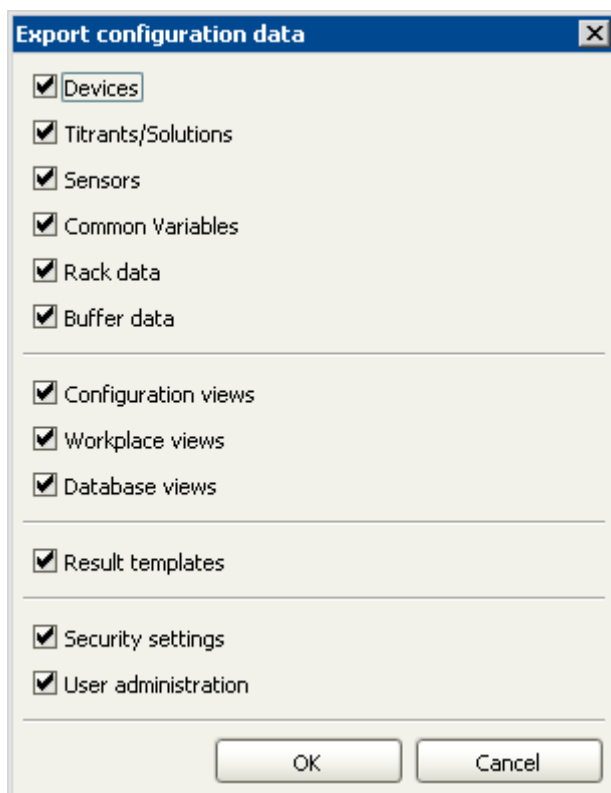 Export configuration data
Devices
Titrants/Solutions
Sensors
Common Variables
Rack data
Buffer data
Configuration views
Workplace views
Database views
Result templates
Security settings
User administration
OK Cancel